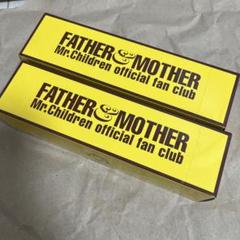 FATHER & MOTHER
Mr.Children official fan club
FATHER & MOTHER
Mr.Children official fan club